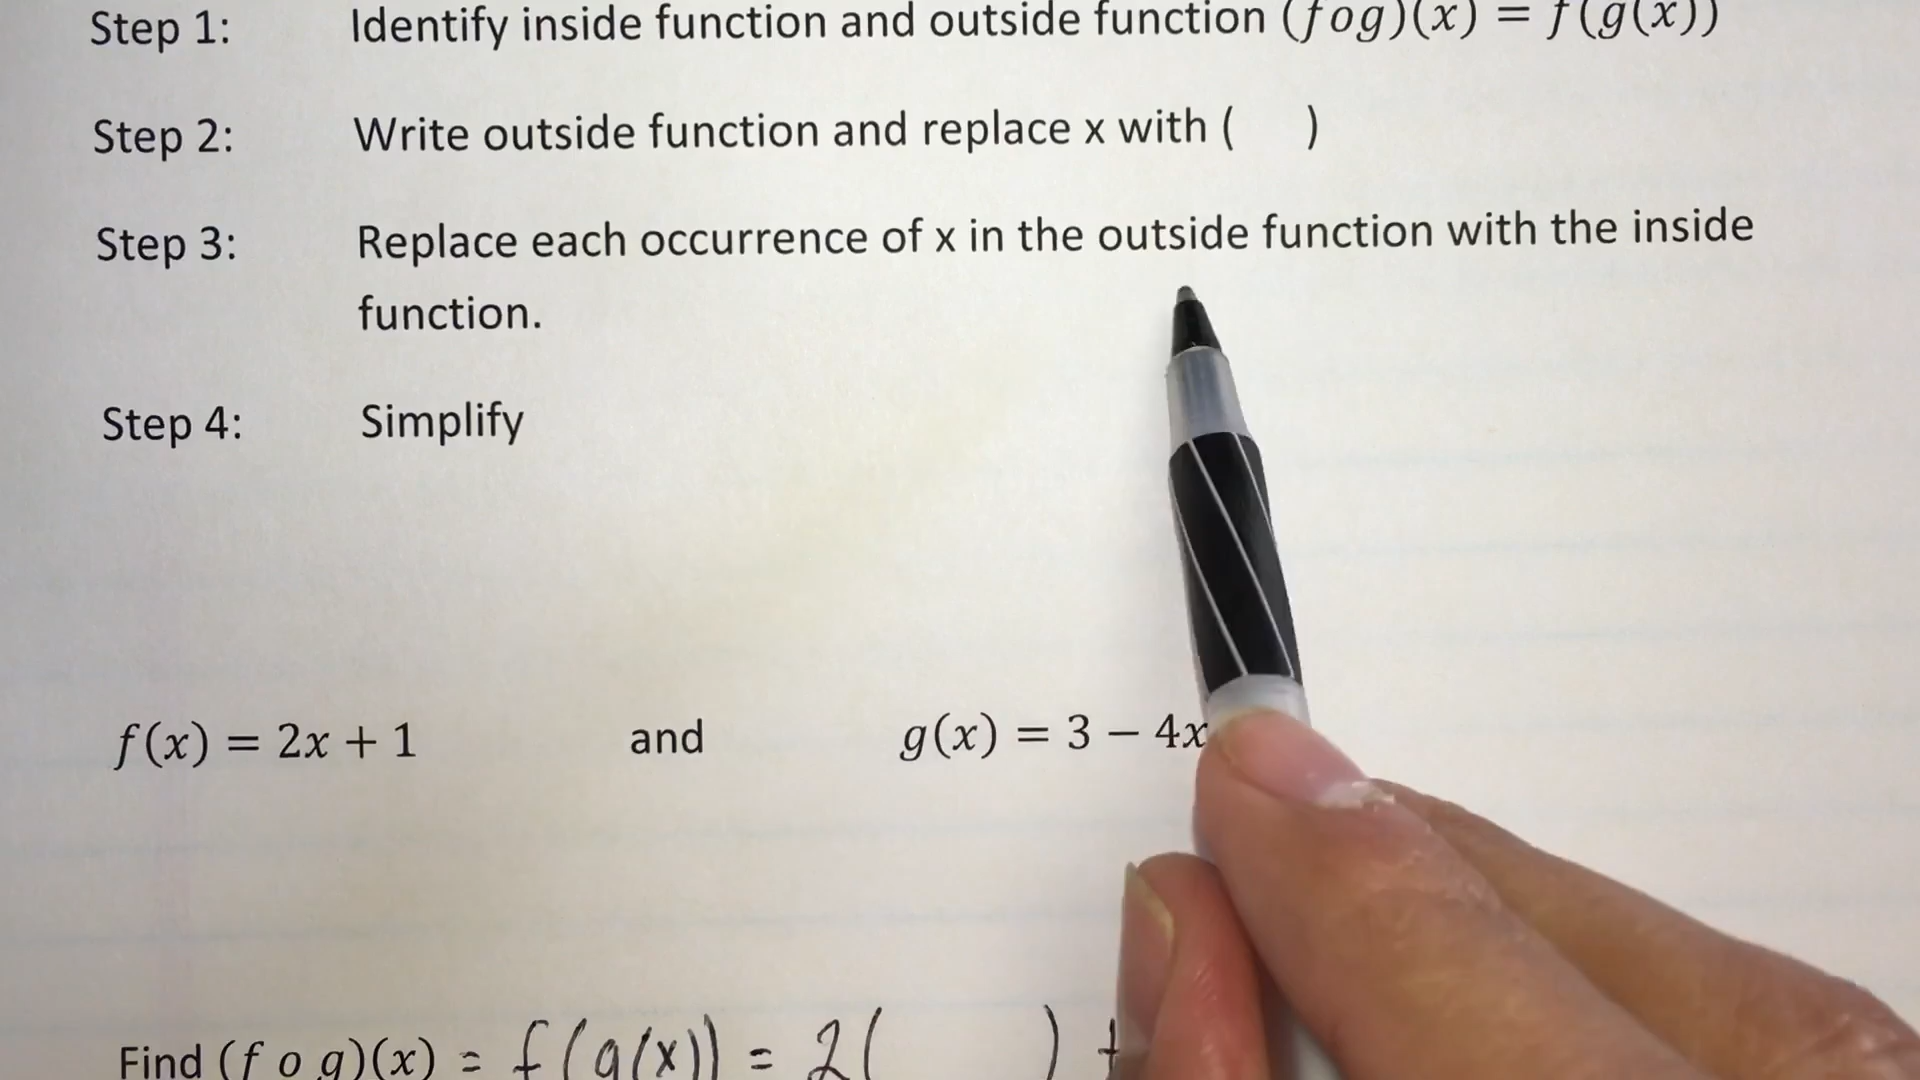 Step 1: Identify inside function and outside function (fog)(x) = f(g(x))
Step 2: Write outside function and replace x with (   )
Step 3: Replace each occurrence of x in the outside function with the inside
function.
Step 4: Simplify
f(x) = 2x + 1 and g(x) = 3 − 4x
Find (f o g)(x) = f(g(x)) = 2(   ) +